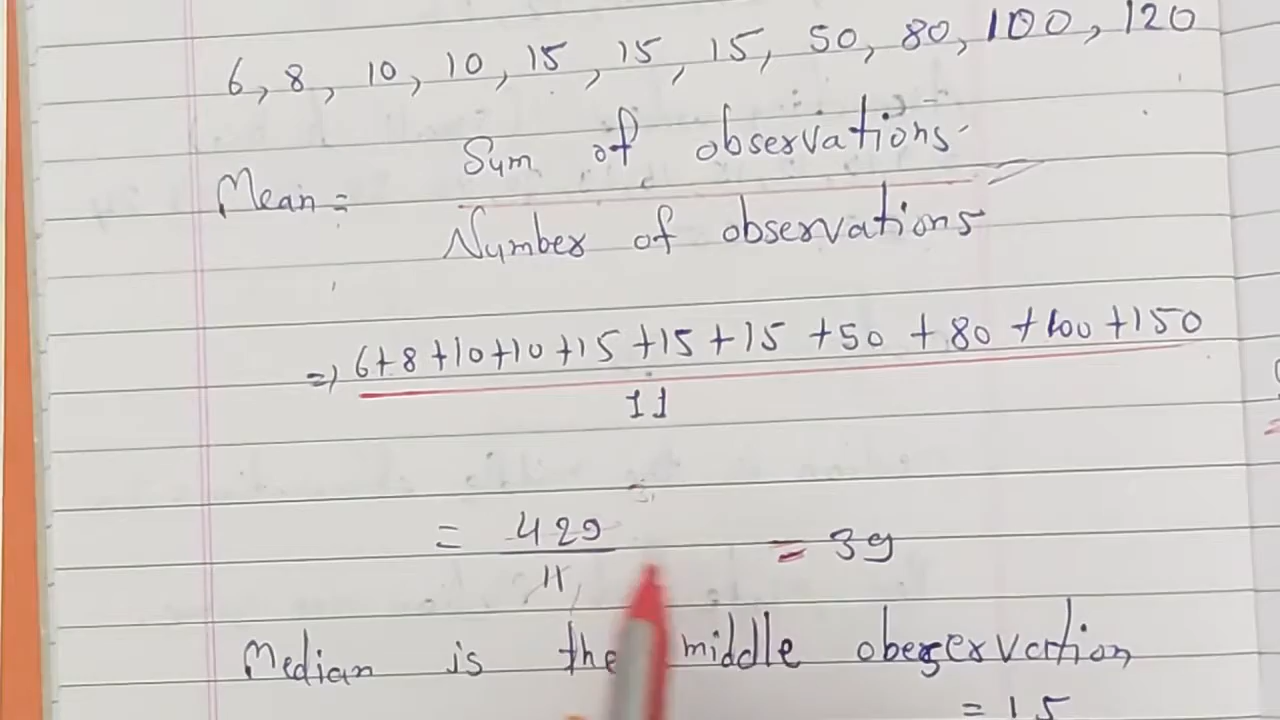 6, 8, 10, 10, 15, 15, 15, 50, 80, 100, 120
Sum of observations
Mean =
Number of observations
=> 6+8+10+10+15+15+15+50+80+100+150
11
= 429 = 39
11
Median is the middle obersexvation
= 15